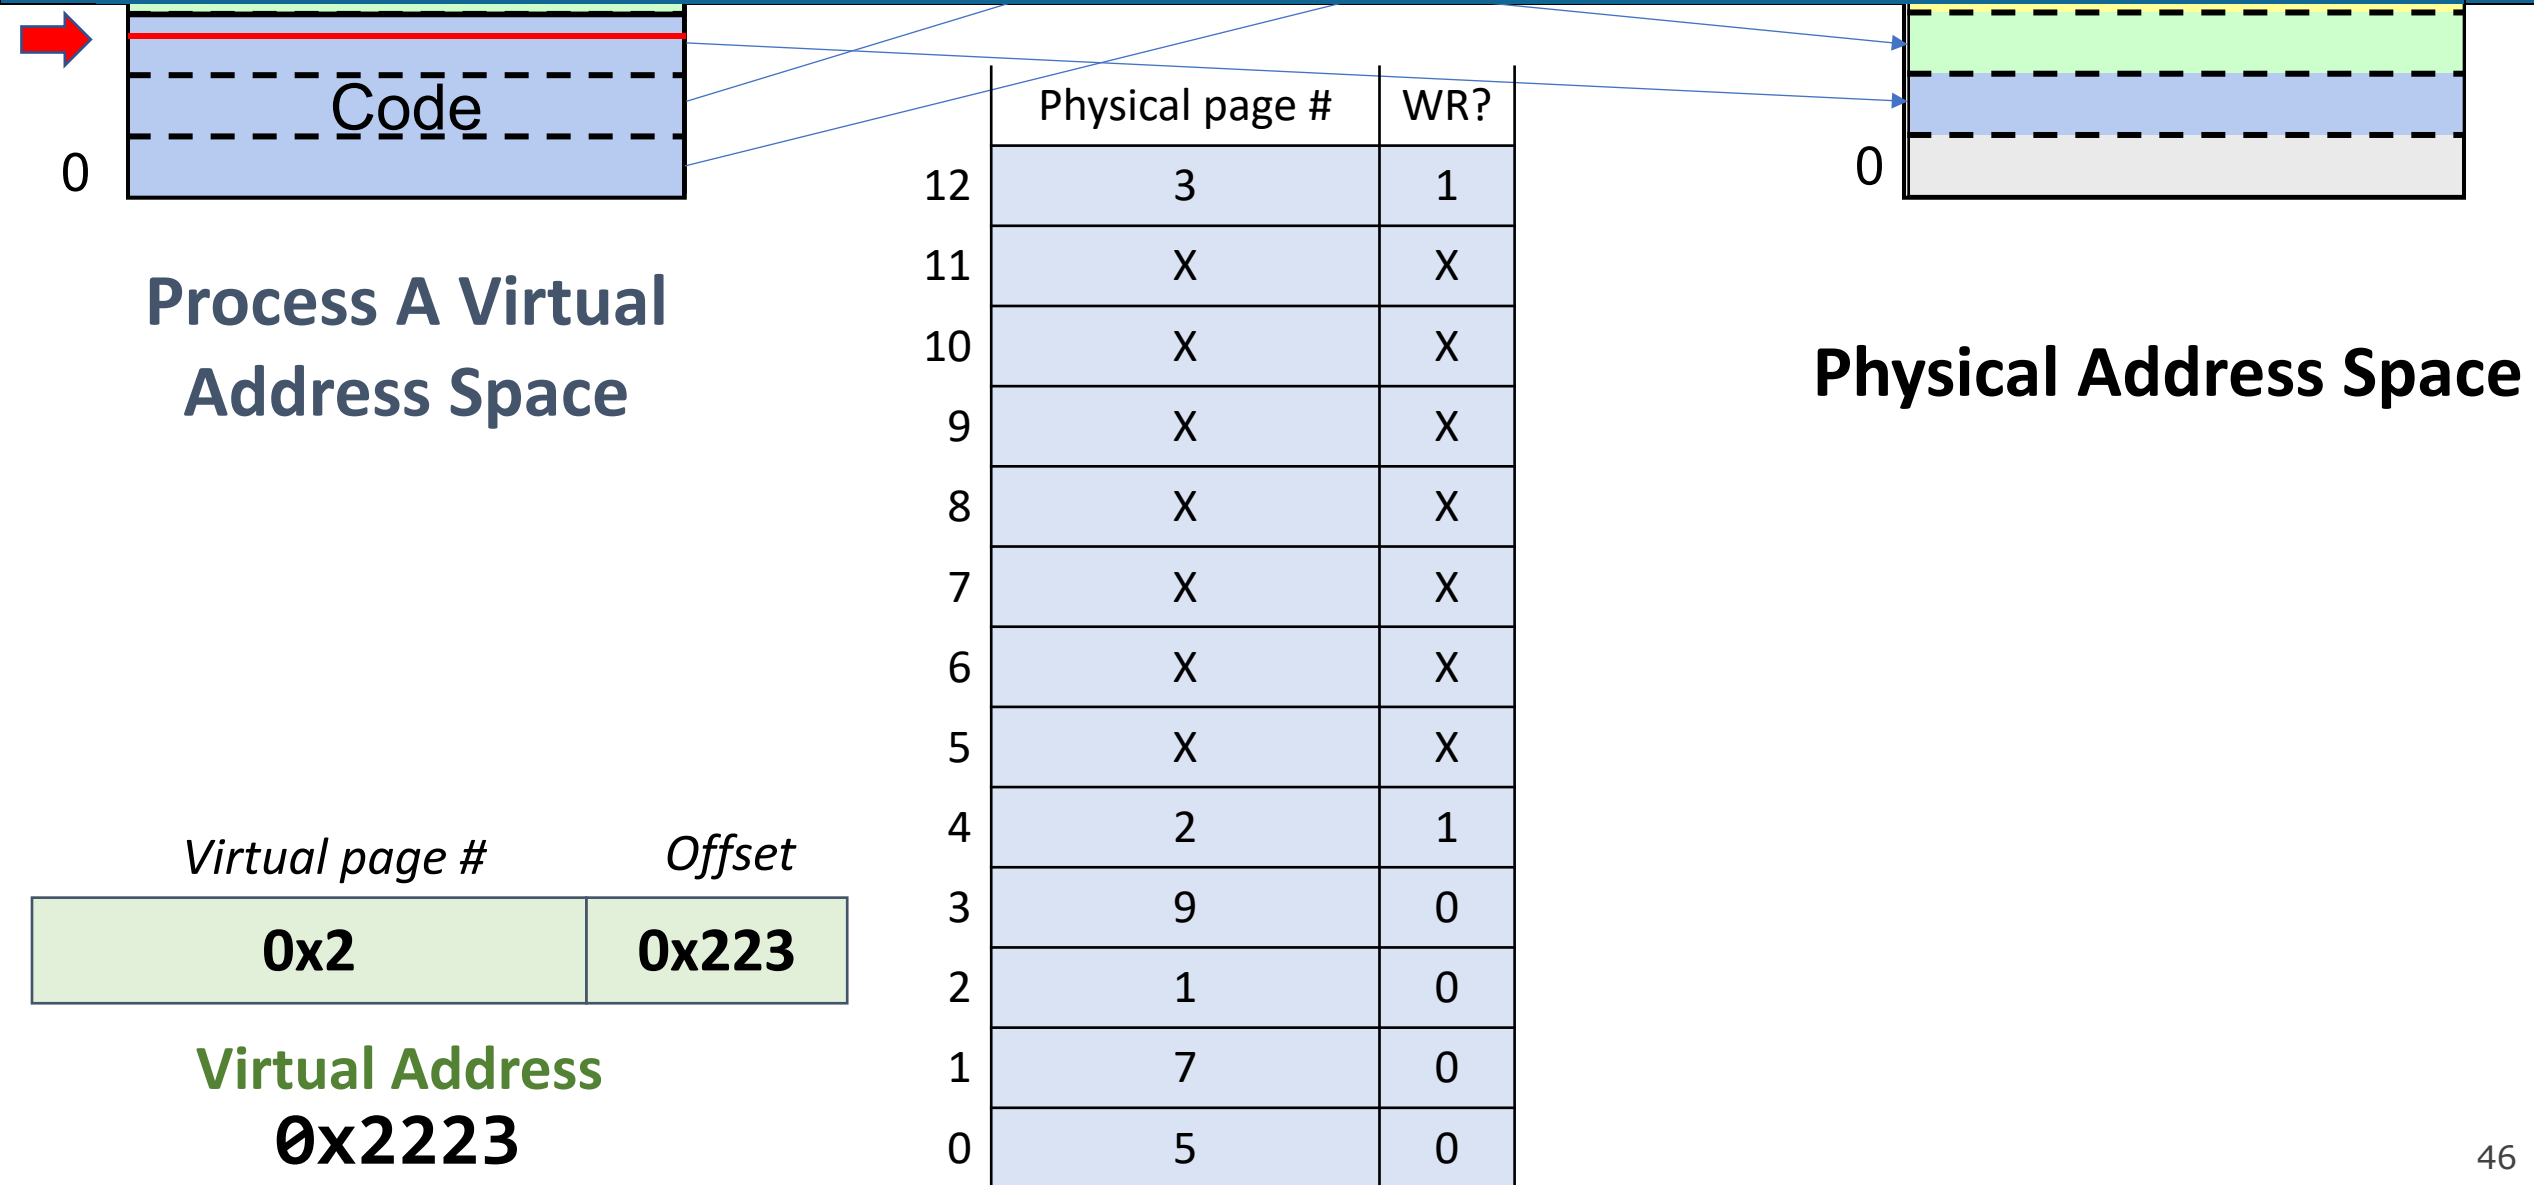 Code
0
Process A Virtual
Address Space
Virtual page # Offset
0x2 0x223
Virtual Address
0x2223
Physical page # WR?
12 3 1
11 X X
10 X X
9 X X
8 X X
7 X X
6 X X
5 X X
4 2 1
3 9 0
2 1 0
1 7 0
0 5 0
0
Physical Address Space
46